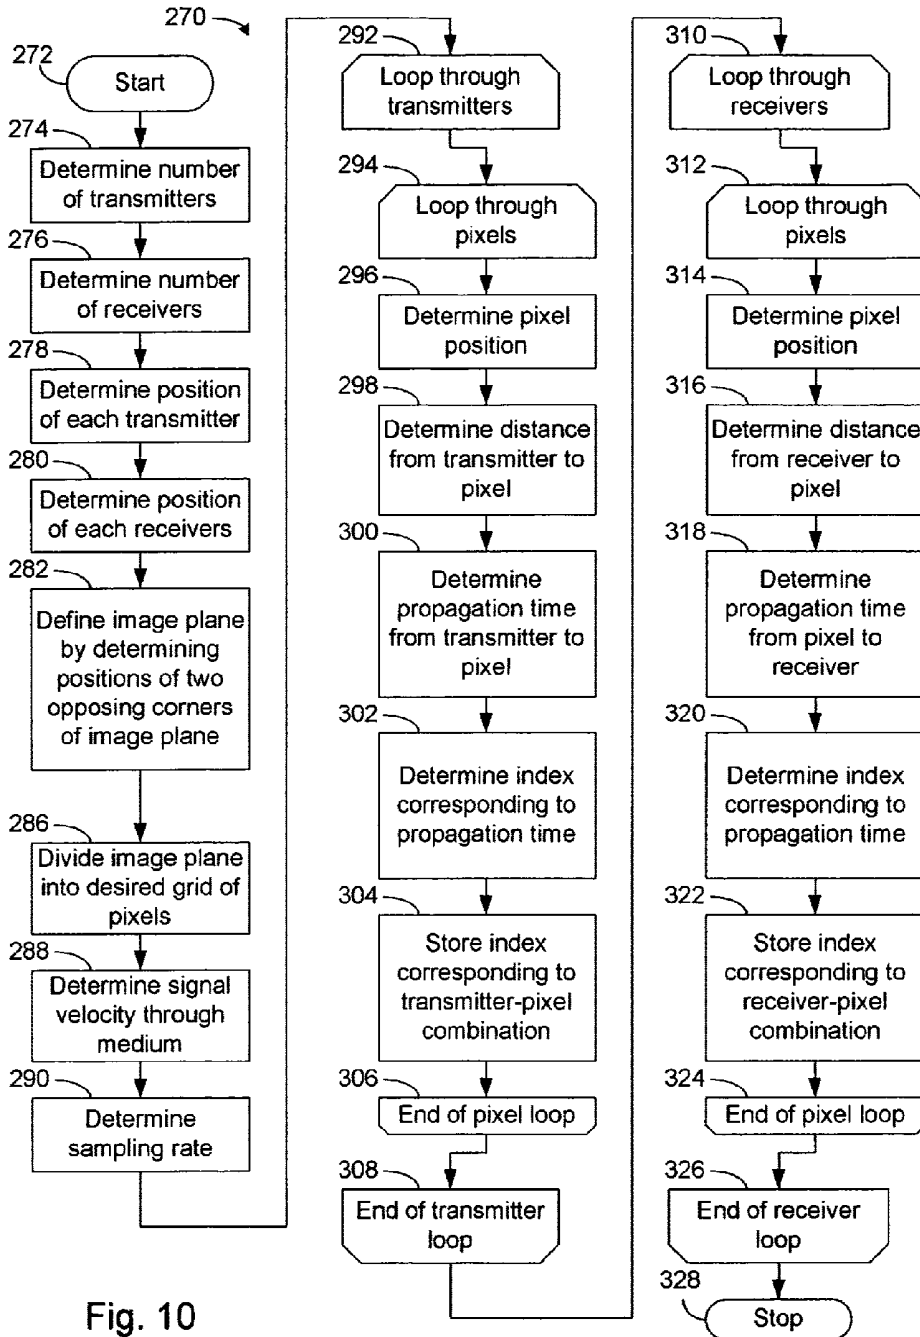 270
272
Start
274
Determine number
of transmitters
276
Determine number
of receivers
278
Determine position
of each transmitter
280
Determine position
of each receivers
282
Define image plane
by determining
positions of two
opposing corners
of image plane
286
Divide image plane
into desired grid of
pixels
288
Determine signal
velocity through
medium
290
Determine
sampling rate
292
Loop through
transmitters
294
Loop through
pixels
296
Determine pixel
position
298
Determine distance
from transmitter to
pixel
300
Determine
propagation time
from transmitter to
pixel
302
Determine index
corresponding to
propagation time
304
Store index
corresponding to
transmitter-pixel
combination
306
End of pixel loop
308
End of transmitter
loop
310
Loop through
receivers
312
Loop through
pixels
314
Determine pixel
position
316
Determine distance
from receiver to
pixel
318
Determine
propagation time
from pixel to
receiver
320
Determine index
corresponding to
propagation time
322
Store index
corresponding to
receiver-pixel
combination
324
End of pixel loop
326
End of receiver
loop
328
Stop
Fig. 10